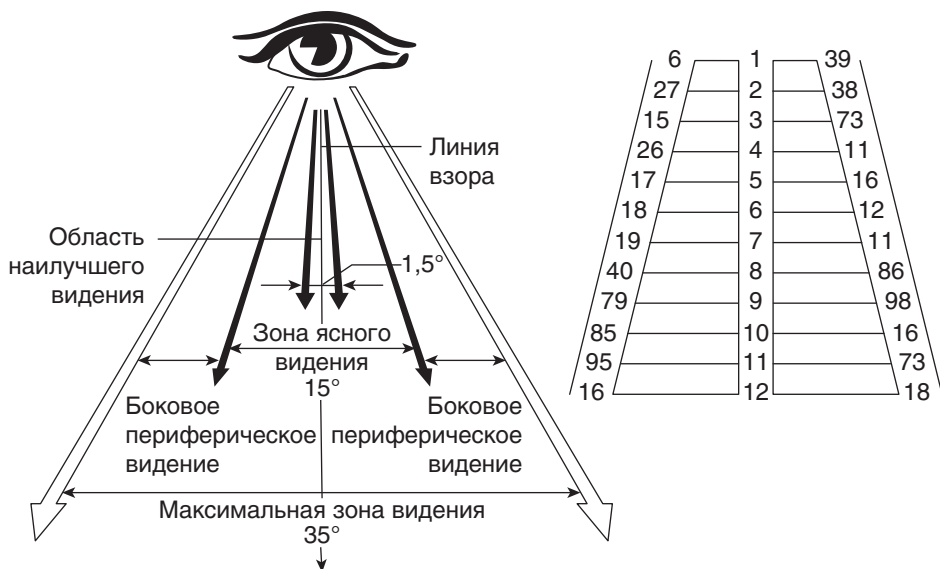 Линия
взора
Область
наилучшего
видения
1,5°
Зона ясного
видения
15°
Боковое
периферическое
видение
Боковое
периферическое
видение
Максимальная зона видения
35°
6 1 39
27 2 38
15 3 73
26 4 11
17 5 16
18 6 12
19 7 11
40 8 86
79 9 98
85 10 16
95 11 73
16 12 18